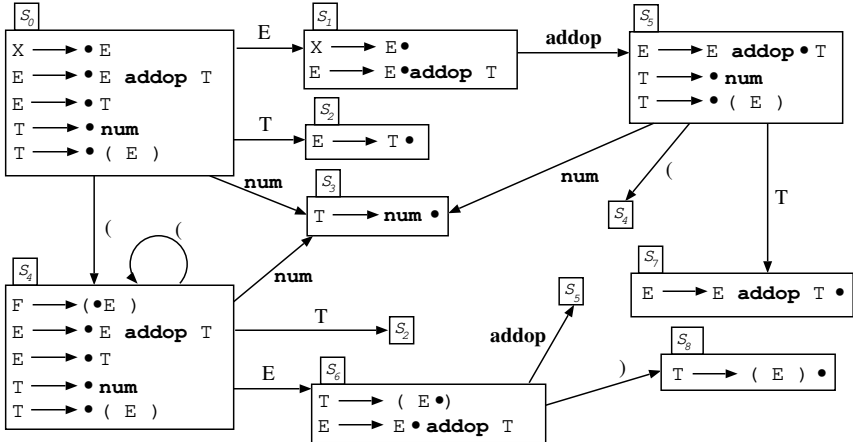 S0
X ⟶ • E
E ⟶ • E addop T
E ⟶ • T
T ⟶ • num
T ⟶ • ( E )
E
S1
X ⟶ E •
E ⟶ E • addop T
addop
S5
E ⟶ E addop • T
T ⟶ • num
T ⟶ • ( E )
T
S2
E ⟶ T •
num
S3
T ⟶ num •
num
(
S4
T
(
(
num
S4
F ⟶ ( • E )
E ⟶ • E addop T
E ⟶ • T
T ⟶ • num
T ⟶ • ( E )
T
S2
E
S6
T ⟶ ( E • )
E ⟶ E • addop T
addop
S5
)
S7
E ⟶ E addop T •
S8
T ⟶ ( E ) •